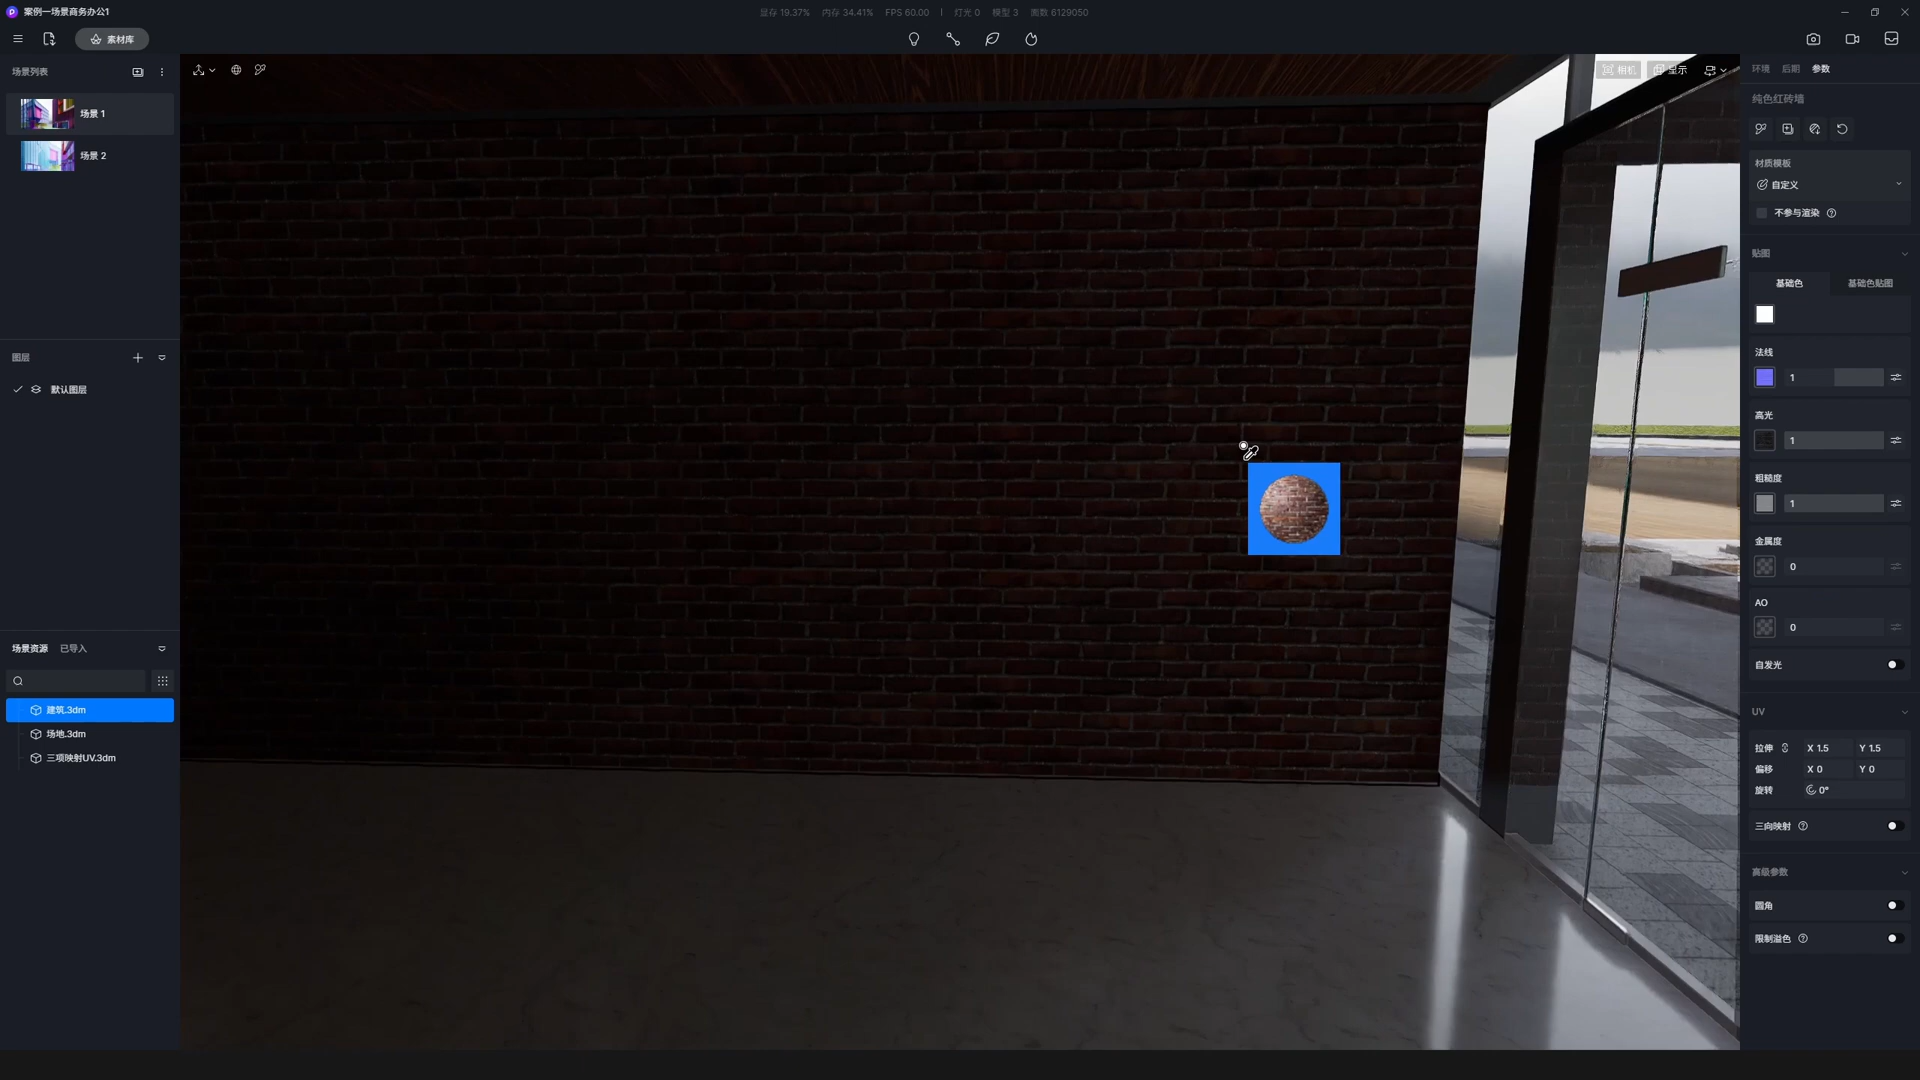 案例一场景商务办公1
显存 19.37% 内存 34.41% FPS 60.00 | 灯光 0 模型 3 面数 6129050
素材库
场景列表
场景 1
场景 2
图层
默认图层
场景资源 已导入
建筑.3dm
场地.3dm
三项映射UV.3dm
相机 显示
环境 后期 参数
纯色红砖墙
材质模板
自定义
不参与渲染
贴图
基础色 基础色贴图
法线
1
高光
1
粗糙度
1
金属度
0
AO
0
自发光
UV
拉伸 X 1.5 Y 1.5
偏移 X 0 Y 0
旋转 0°
三向映射
高级参数
圆角
限制溢色